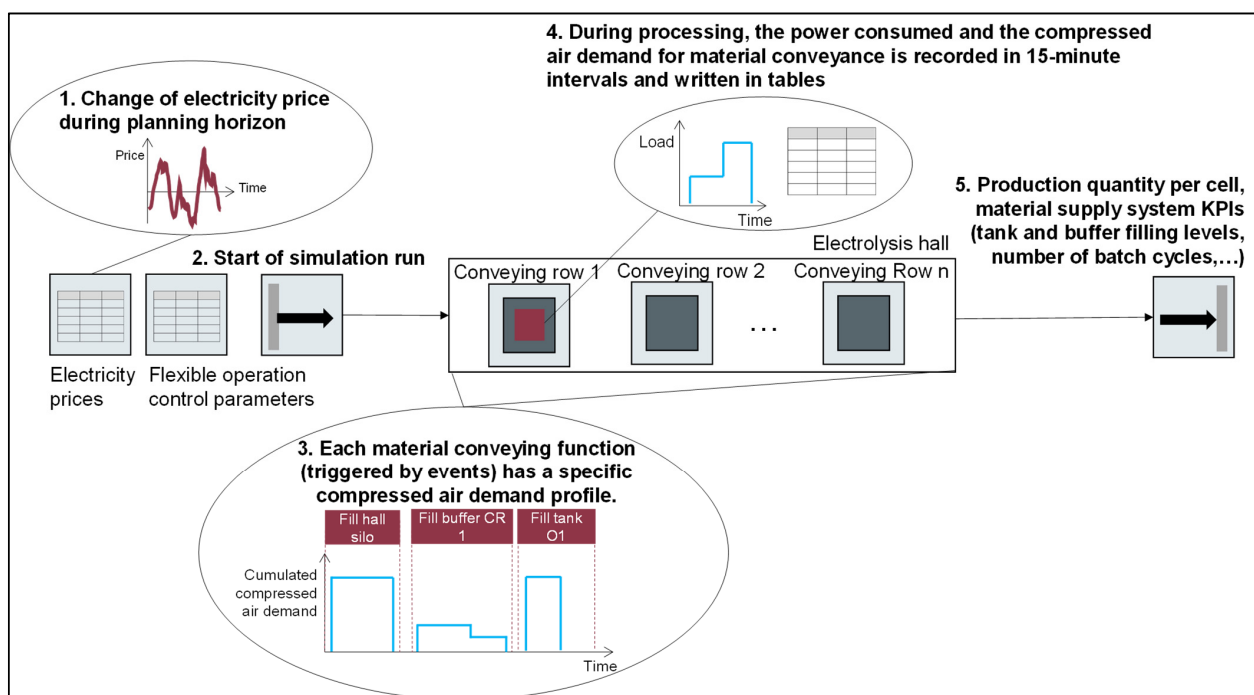 4. During processing, the power consumed and the compressed
air demand for material conveyance is recorded in 15-minute
intervals and written in tables
1. Change of electricity price
during planning horizon
Price
Time
Load
Time
5. Production quantity per cell,
material supply system KPIs
(tank and buffer filling levels,
number of batch cycles,...)
2. Start of simulation run
Electrolysis hall
Conveying row 1
Conveying row 2
Conveying Row n
...
Electricity
prices
Flexible operation
control parameters
3. Each material conveying function
(triggered by events) has a specific
compressed air demand profile.
Fill hall
silo
Fill buffer CR
1
Fill tank
O1
Cumulated
compressed
air demand
Time